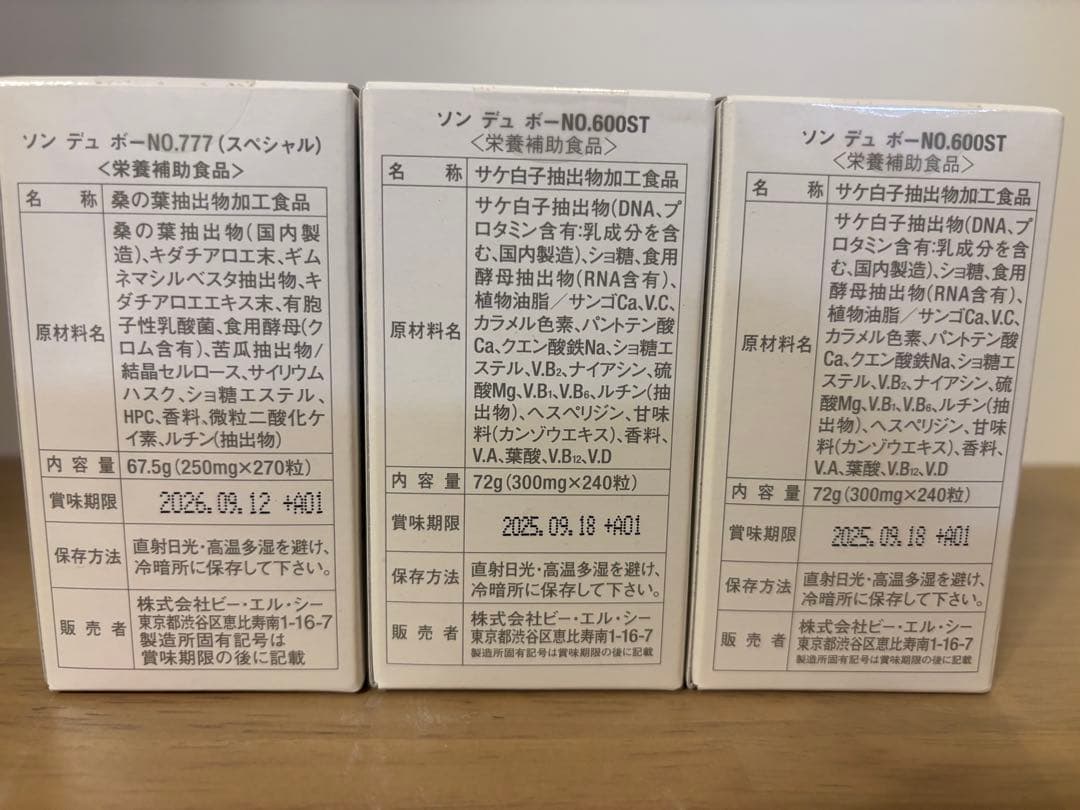 ソン デュ ボーNO.777(スペシャル)
<栄養補助食品>
名 称 桑の葉抽出物加工食品
原材料名
桑の葉抽出物(国内製
造)、キダチアロエ末、ギム
ネマシルベスタ抽出物、キ
ダチアロエエキス末、有胞
子性乳酸菌、食用酵母(ク
ロム含有)、苦瓜抽出物/
結晶セルロース、サイリウム
ハスク、ショ糖エステル、
HPC、香料、微粒二酸化ケ
イ素、ルチン(抽出物)
内容量 67.5g(250mg×270粒)
賞味期限 2026.09.12 +A01
保存方法
直射日光・高温多湿を避け、
冷暗所に保存して下さい。
販売者
株式会社ビー・エル・シー
東京都渋谷区恵比寿南1-16-7
製造所固有記号は
賞味期限の後に記載
ソン デュ ボーNO.600ST
<栄養補助食品>
名 称 サケ白子抽出物加工食品
原材料名
サケ白子抽出物(DNA、プ
ロタミン含有:乳成分を含
む、国内製造)、ショ糖、食用
酵母抽出物(RNA含有)、
植物油脂/サンゴCa、V.C、
カラメル色素、パントテン酸
Ca、クエン酸鉄Na、ショ糖エ
ステル、V.B2、ナイアシン、硫
酸Mg、V.B1、V.B6、ルチン(抽
出物)、ヘスペリジン、甘味
料(カンゾウエキス)、香料、
V.A、葉酸、V.B12、V.D
内容量 72g(300mg×240粒)
賞味期限 2025.09.18 +A01
保存方法
直射日光・高温多湿を避け、
冷暗所に保存して下さい。
販売者
株式会社ビー・エル・シー
東京都渋谷区恵比寿南1-16-7
製造所固有記号は賞味期限の後に記載
ソン デュ ボーNO.600ST
<栄養補助食品>
名 称 サケ白子抽出物加工食品
原材料名
サケ白子抽出物(DNA、プ
ロタミン含有:乳成分を含
む、国内製造)、ショ糖、食用
酵母抽出物(RNA含有)、
植物油脂/サンゴCa、V.C、
カラメル色素、パントテン酸
Ca、クエン酸鉄Na、ショ糖エ
ステル、V.B2、ナイアシン、硫
酸Mg、V.B1、V.B6、ルチン(抽
出物)、ヘスペリジン、甘味
料(カンゾウエキス)、香料、
V.A、葉酸、V.B12、V.D
内容量 72g(300mg×240粒)
賞味期限 2025.09.18 +A01
保存方法
直射日光・高温多湿を避け、
冷暗所に保存して下さい。
販売者
株式会社ビー・エル・シー
東京都渋谷区恵比寿南1-16-7
製造所固有記号は賞味期限の後に記載